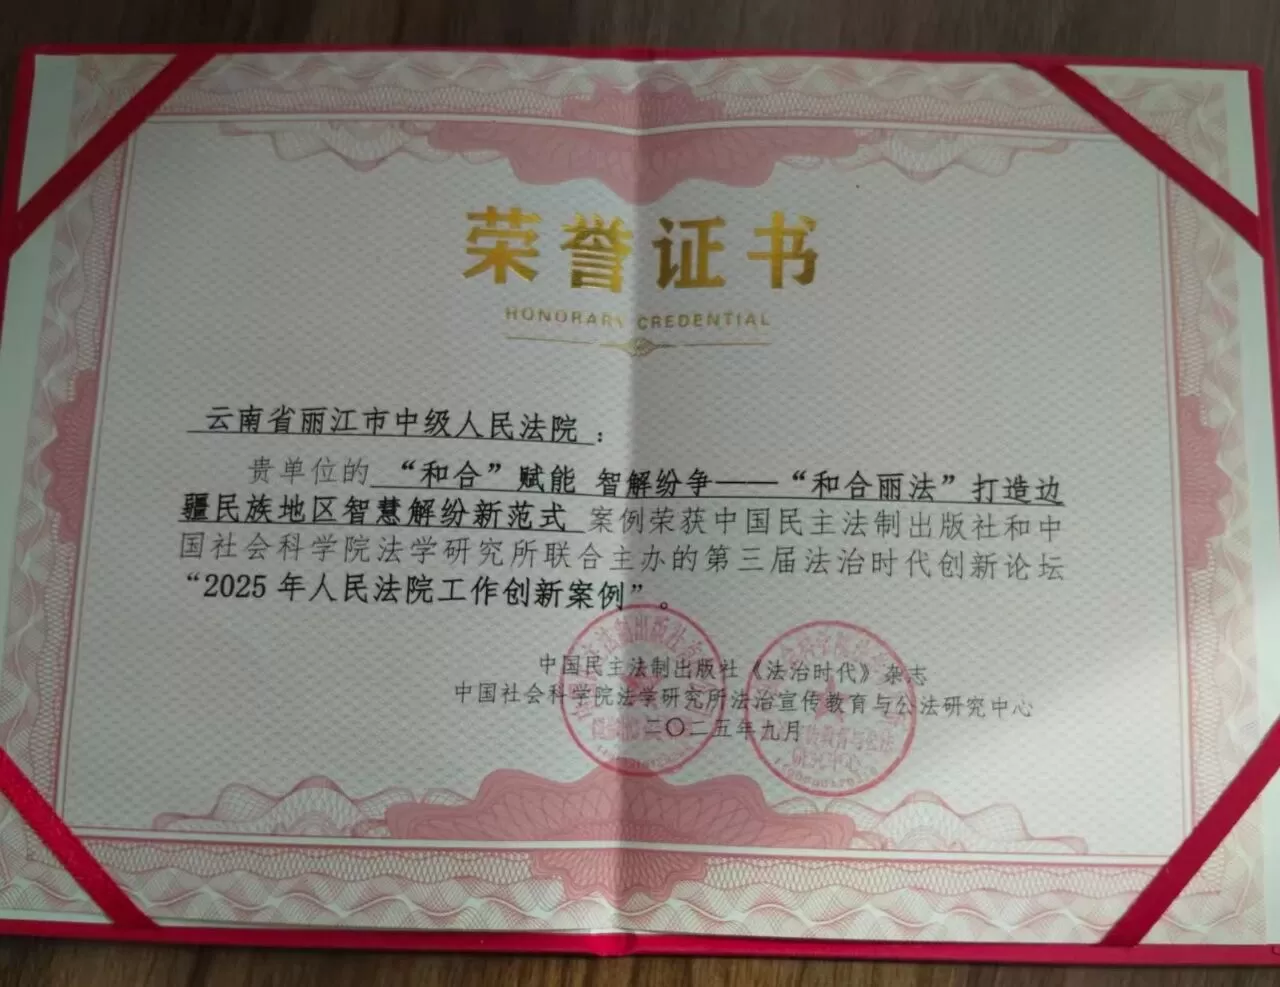 荣誉证书
HONORARY CREDENTIAL
云南省丽江市中级人民法院：
贵单位的 “和合”赋能 智解纷争——“和合丽法”打造边
疆民族地区智慧解纷新范式 案例荣获中国民主法制出版社和中
国社会科学院法学研究所联合主办的第三届法治时代创新论坛
“2025年人民法院工作创新案例”。
中国民主法制出版社《法治时代》杂志
中国社会科学院法学研究所法治宣传教育与公法研究中心
二〇二五年九月